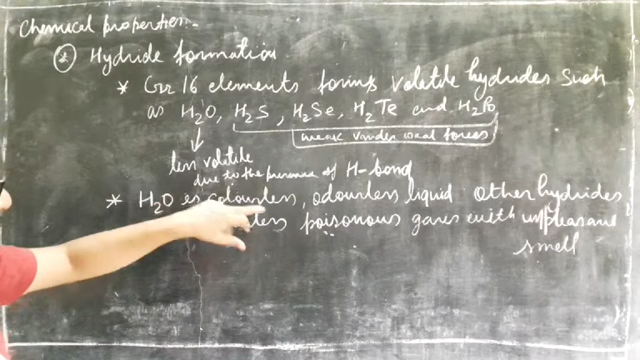 Chemical properties:-
② Hydride formation
* Gr 16 elements forms volatile hydrides such
as H₂O, H₂S, H₂Se, H₂Te and H₂Po
weak vander waal forces
less volatile
due to the presence of H-bond
* H₂O is colourless, odourless liquid other hydrides
poisonous gases with unpleasant
smell